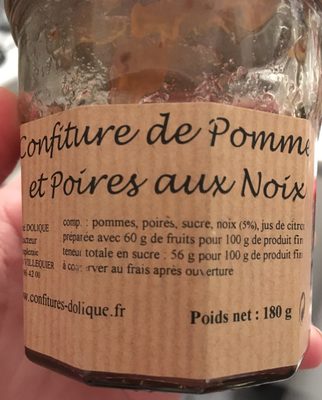 Confiture de Pomme
et Poires aux Noix
DOLIQUE
comp. : pommes, poires, sucre, noix (5%), jus de citron
préparée avec 60 g de fruits pour 100 g de produit fini
teneur totale en sucre : 56 g pour 100 g de produit fini
à conserver au frais après ouverture
VILLEQUIER
www.confitures-dolique.fr
Poids net : 180 g